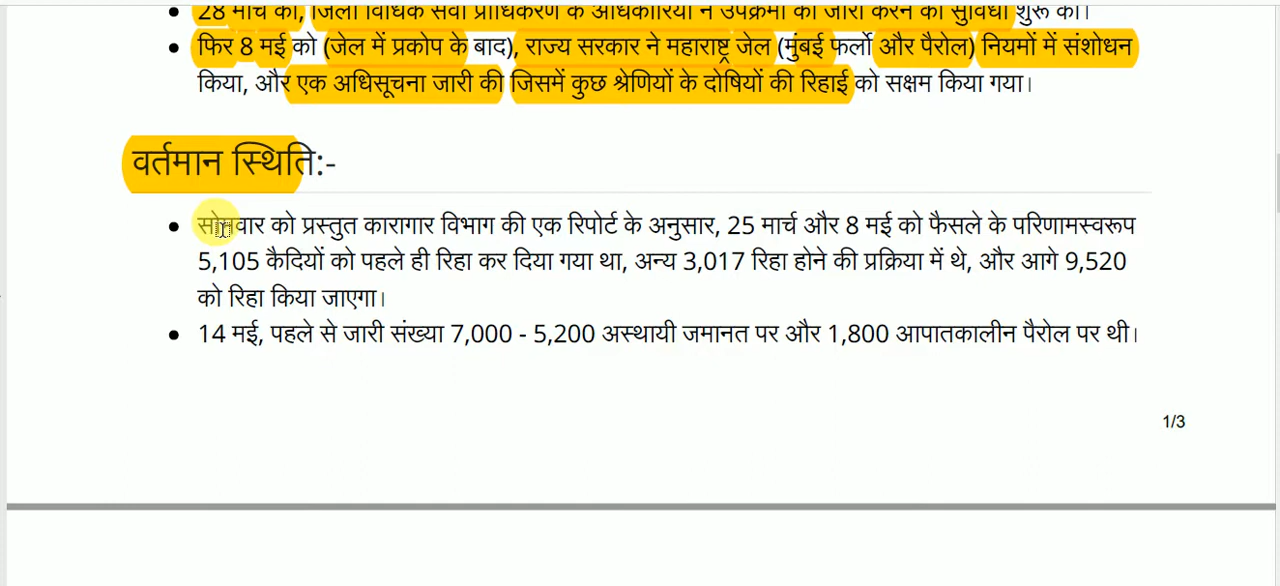 28 मार्च को, जिला विधिक सेवा प्राधिकरण के अधिकारियों ने उपक्रमों को जारी करने की सुविधा शुरू की।
फिर 8 मई को (जेल में प्रकोप के बाद), राज्य सरकार ने महाराष्ट्र जेल (मुंबई फर्लो और पैरोल) नियमों में संशोधन
किया, और एक अधिसूचना जारी की जिसमें कुछ श्रेणियों के दोषियों की रिहाई को सक्षम किया गया।
वर्तमान स्थिति:-
सोमवार को प्रस्तुत कारागार विभाग की एक रिपोर्ट के अनुसार, 25 मार्च और 8 मई को फैसले के परिणामस्वरूप
5,105 कैदियों को पहले ही रिहा कर दिया गया था, अन्य 3,017 रिहा होने की प्रक्रिया में थे, और आगे 9,520
को रिहा किया जाएगा।
14 मई, पहले से जारी संख्या 7,000 - 5,200 अस्थायी जमानत पर और 1,800 आपातकालीन पैरोल पर थी।
1/3